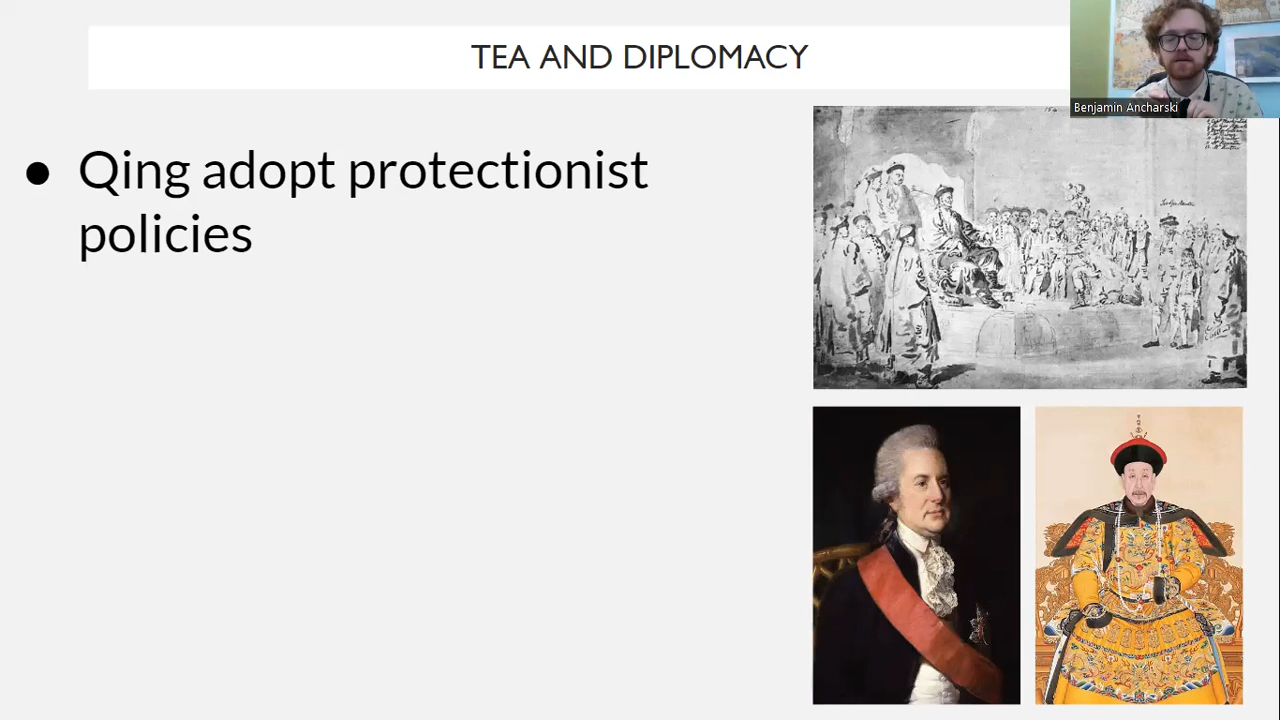 TEA AND DIPLOMACY
Benjamin Ancharski
● Qing adopt protectionist
policies